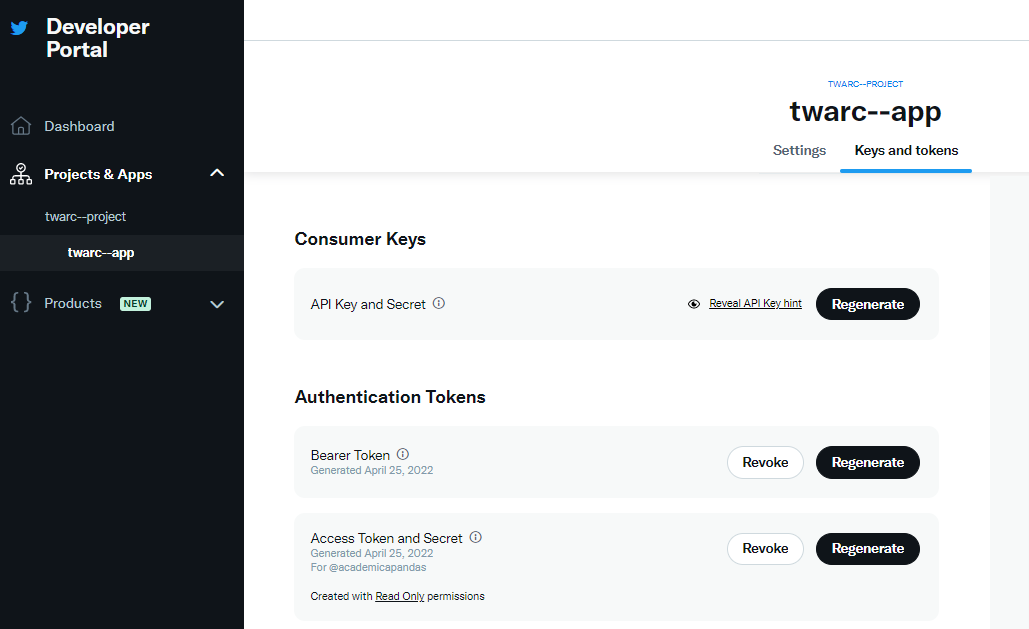 Developer
Portal
Dashboard
Projects & Apps
twarc--project
twarc--app
Products NEW
TWARC--PROJECT
twarc--app
Settings Keys and tokens
Consumer Keys
API Key and Secret Reveal API Key hint Regenerate
Authentication Tokens
Bearer Token Revoke Regenerate
Generated April 25, 2022
Access Token and Secret Revoke Regenerate
Generated April 25, 2022
For @academicapandas
Created with Read Only permissions